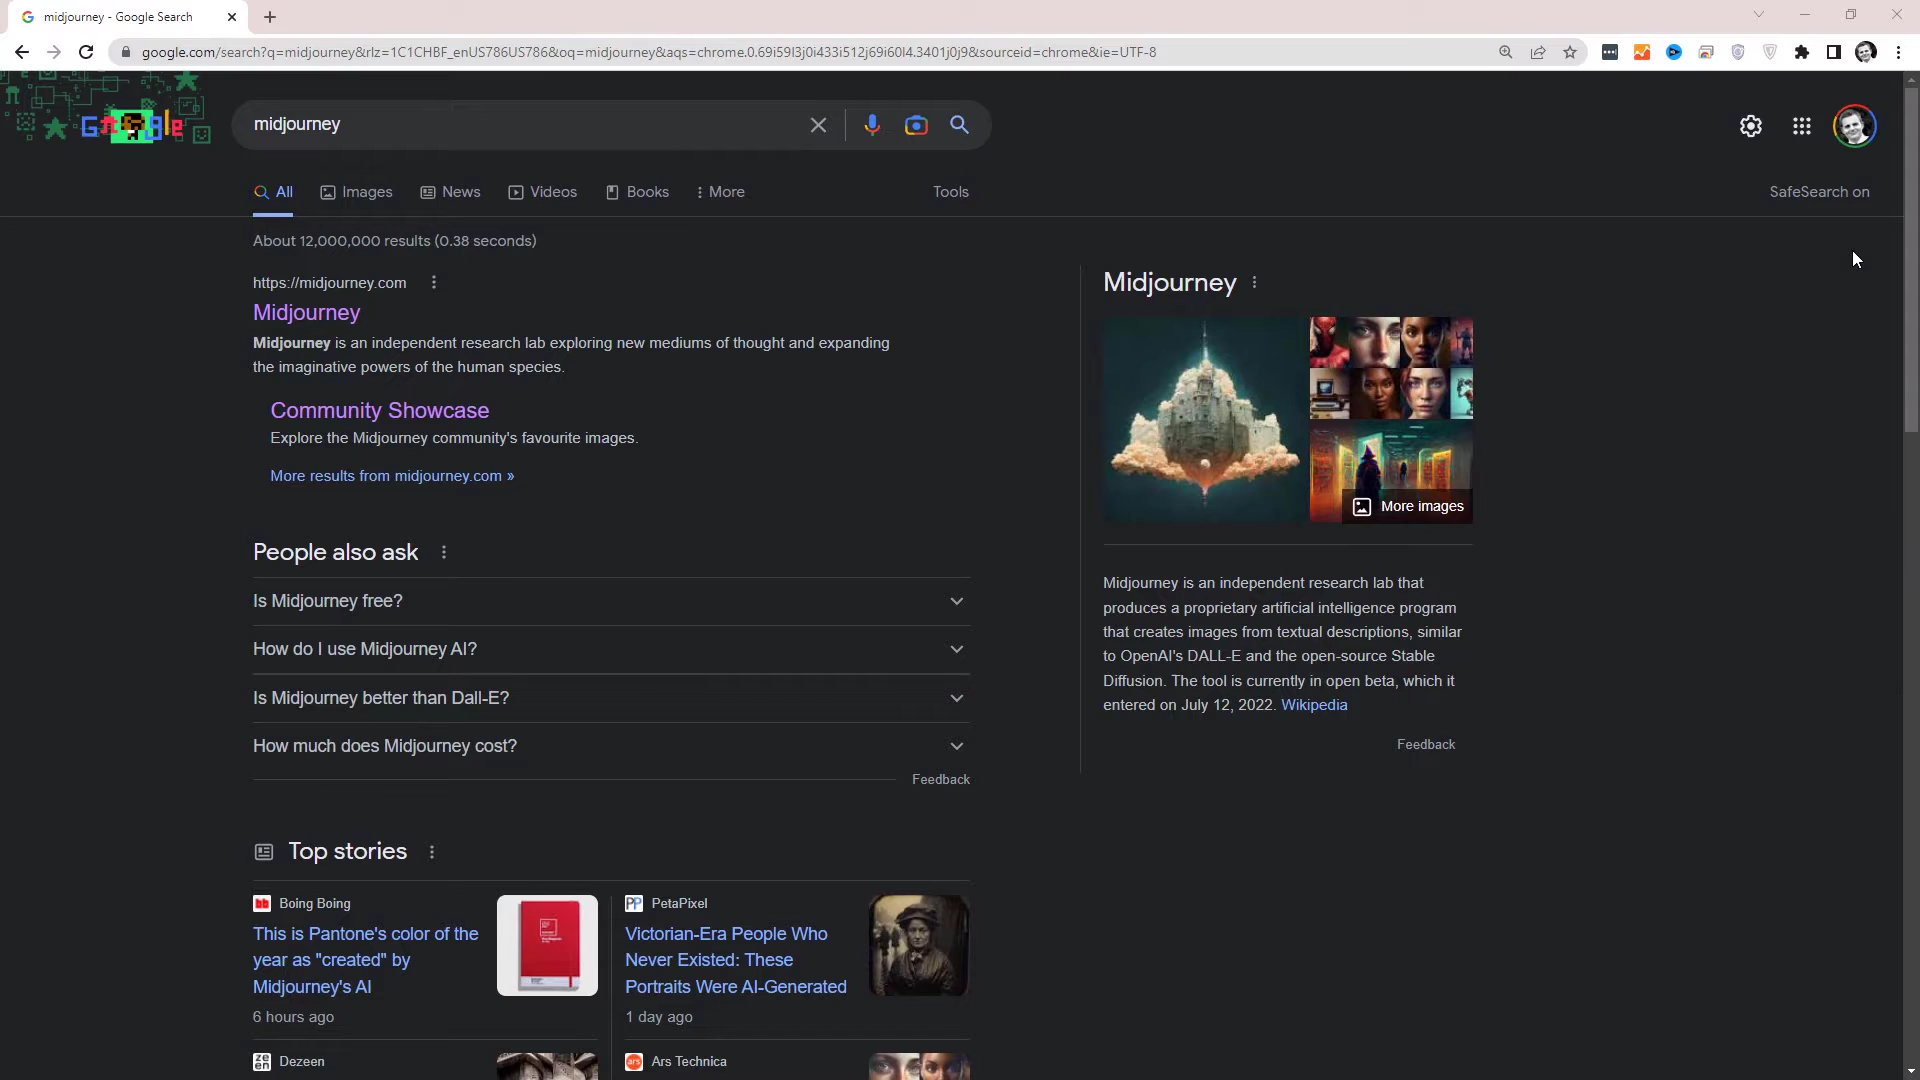 midjourney - Google Search
google.com/search?q=midjourney&rlz=1C1CHBF_enUS786US786&oq=midjourney&aqs=chrome.0.69i59l3j0i433i512j69i60l4.3401j0j9&sourceid=chrome&ie=UTF-8
Google
midjourney
All
Images
News
Videos
Books
More
Tools
SafeSearch on
About 12,000,000 results (0.38 seconds)
https://midjourney.com
Midjourney
Midjourney is an independent research lab exploring new mediums of thought and expanding
the imaginative powers of the human species.
Community Showcase
Explore the Midjourney community's favourite images.
More results from midjourney.com »
People also ask
Is Midjourney free?
How do I use Midjourney AI?
Is Midjourney better than Dall-E?
How much does Midjourney cost?
Feedback
Top stories
bb Boing Boing
This is Pantone's color of the
year as "created" by
Midjourney's AI
6 hours ago
PP PetaPixel
Victorian-Era People Who
Never Existed: These
Portraits Were AI-Generated
1 day ago
ze
en
Dezeen
ars Ars Technica
Midjourney
More images
Midjourney is an independent research lab that
produces a proprietary artificial intelligence program
that creates images from textual descriptions, similar
to OpenAI's DALL-E and the open-source Stable
Diffusion. The tool is currently in open beta, which it
entered on July 12, 2022. Wikipedia
Feedback